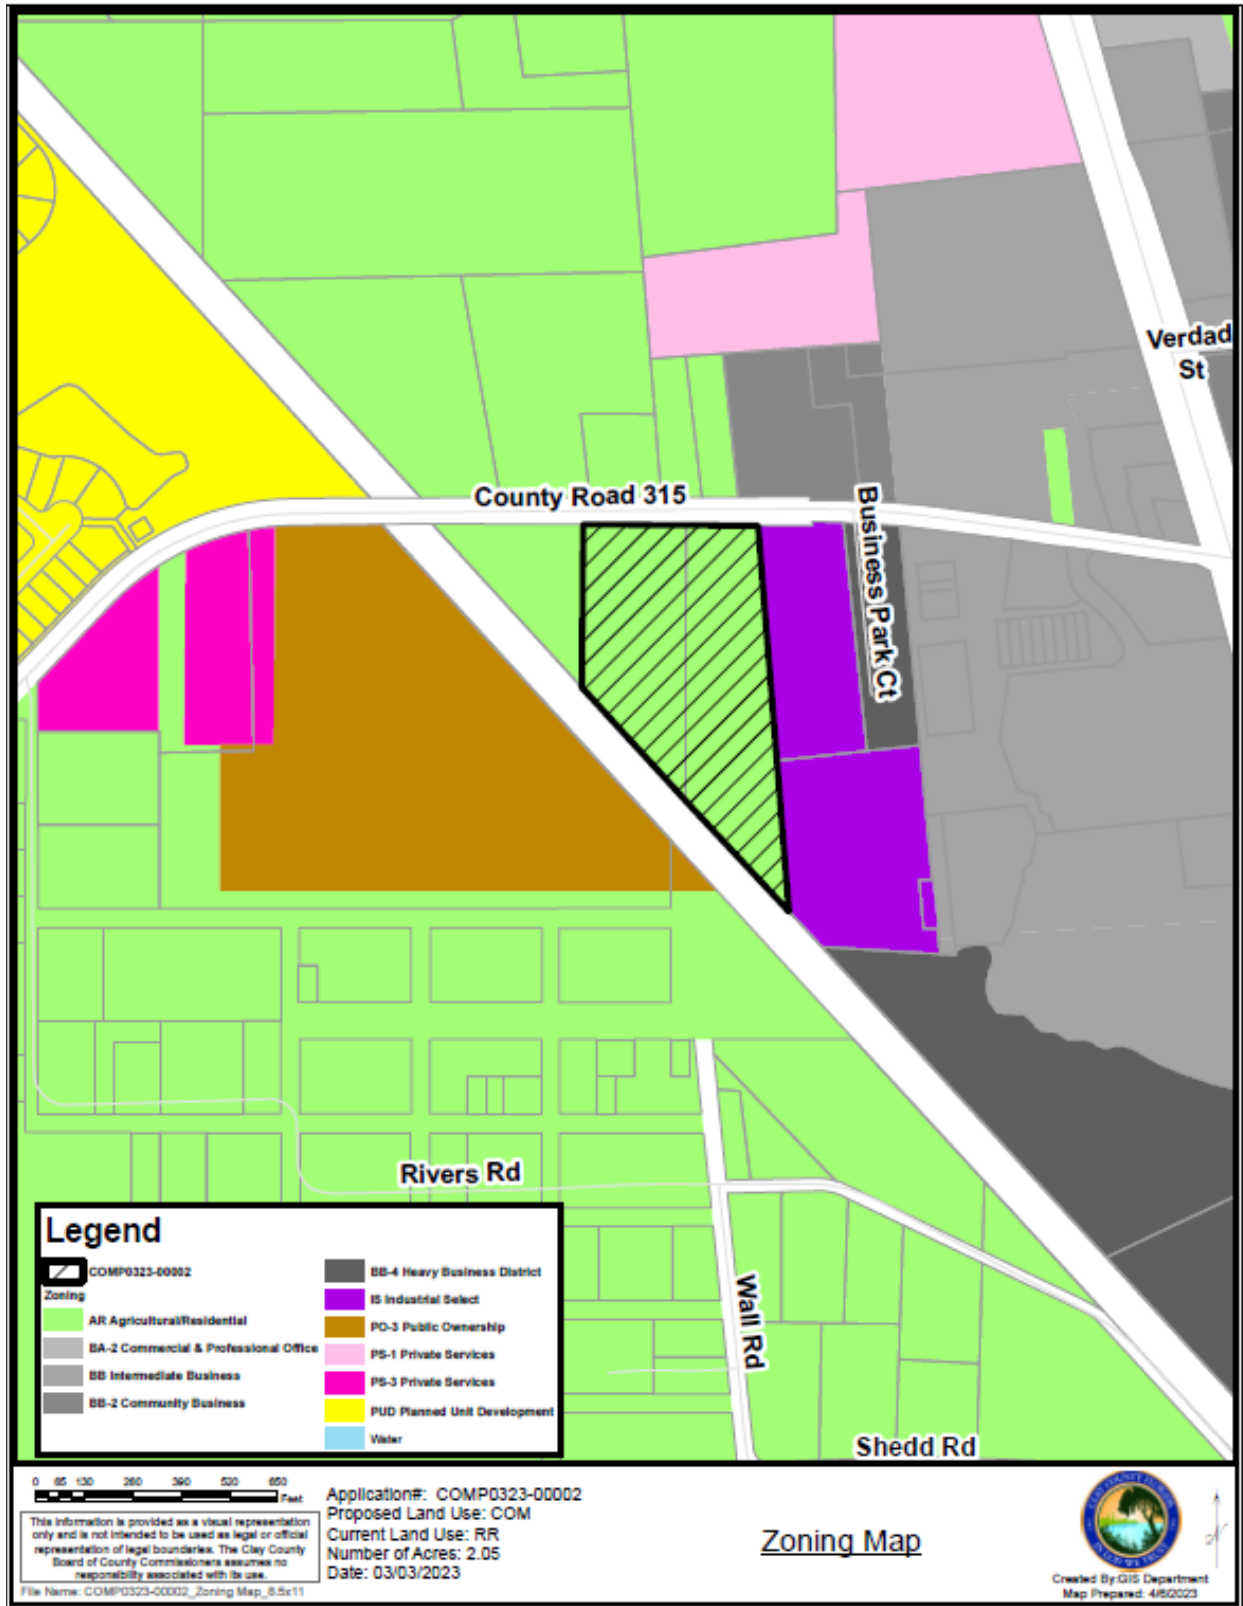 Verdad
St
County Road 315
Business Park Ct
Rivers Rd
Wall Rd
Shedd Rd
Legend
COMP0323-00002
Zoning
AR Agricultural/Residential
BA-2 Commercial & Professional Office
BB Intermediate Business
BB-2 Community Business
BB-4 Heavy Business District
IS Industrial Select
PO-3 Public Ownership
PS-1 Private Services
PS-3 Private Services
PUD Planned Unit Development
Water
0 65 130 260 390 520 650
Feet
This information is provided as a visual representation
only and is not intended to be used as legal or official
representation of legal boundaries. The Clay County
Board of County Commissioners assumes no
responsibility associated with its use.
File Name: COMP0323-00002_Zoning Map_8.5x11
Application#: COMP0323-00002
Proposed Land Use: COM
Current Land Use: RR
Number of Acres: 2.05
Date: 03/03/2023
Zoning Map
CLAY COUNTY FLORIDA
IN GOD WE TRUST
N
Created By:GIS Department
Map Prepared: 4/6/2023